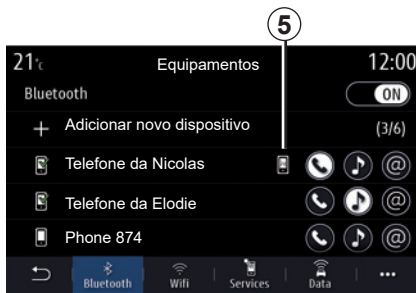 5
21°c Equipamentos 12:00
Bluetooth ON
+ Adicionar novo dispositivo (3/6)
Telefone da Nicolas @
Telefone da Elodie @
Phone 874 @
Bluetooth Wifi Services Data ...